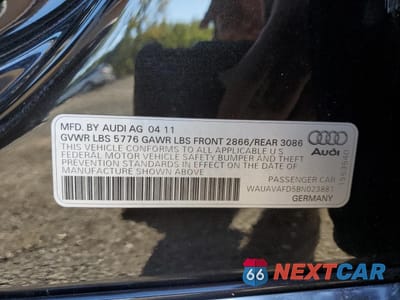 MFD. BY AUDI AG 04 11
GVWR LBS 5776 GAWR LBS FRONT 2866/REAR 3086
THIS VEHICLE CONFORMS TO ALL APPLICABLE U S
FEDERAL MOTOR VEHICLE SAFETY BUMPER AND THEFT
PREVENTION STANDARDS IN EFFECT ON THE DATE OF
MANUFACTURE SHOWN ABOVE.
Audi
1563540
PASSENGER CAR
WAUAVAFD5BN023881
GERMANY
66 NEXTCAR